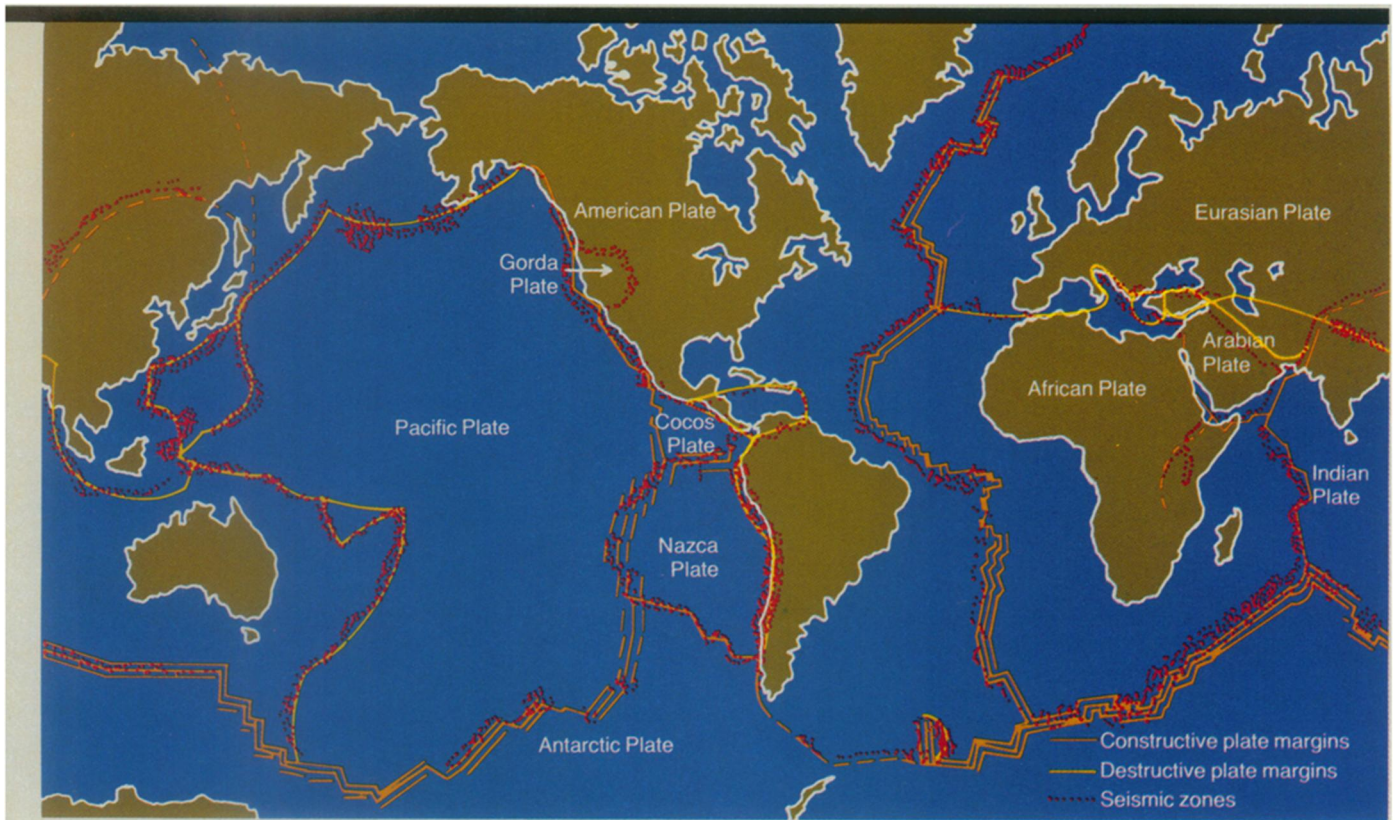 American Plate
Eurasian Plate
Gorda
Plate
Arabian
Plate
African Plate
Pacific Plate
Cocos
Plate
Indian
Plate
Nazca
Plate
Antarctic Plate
Constructive plate margins
Destructive plate margins
Seismic zones